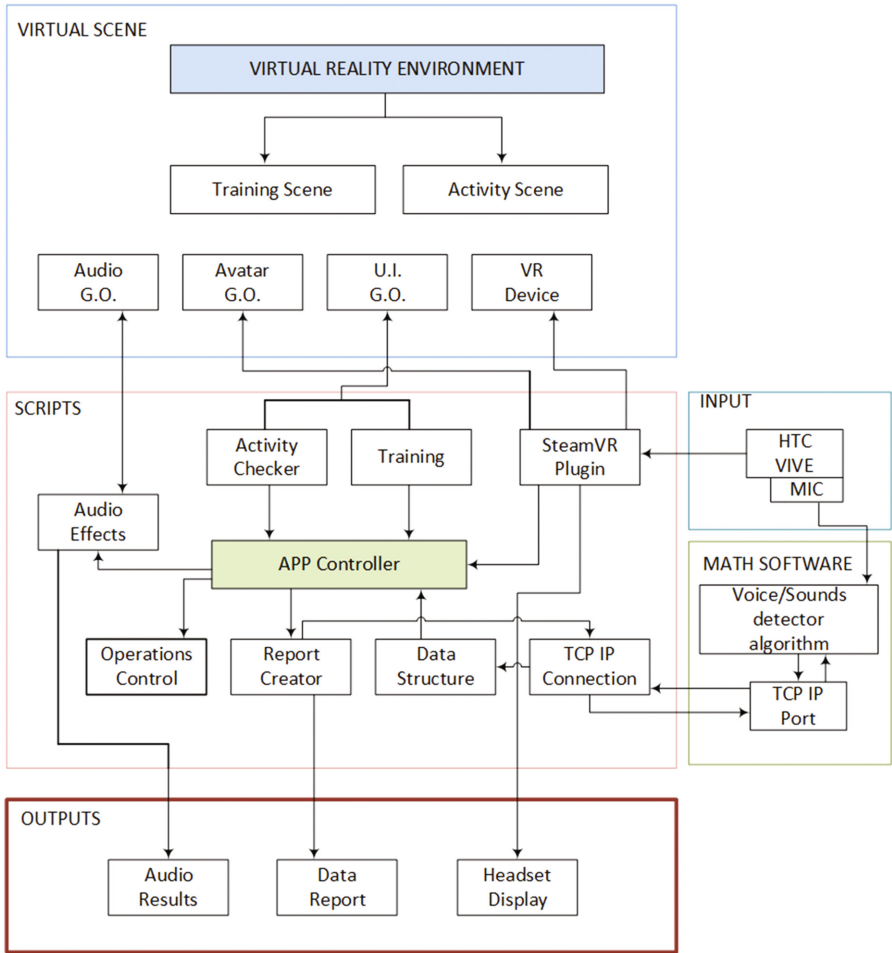 VIRTUAL SCENE
VIRTUAL REALITY ENVIRONMENT
Training Scene
Activity Scene
Audio
G.O.
Avatar
G.O.
U.I.
G.O.
VR
Device
SCRIPTS
Activity
Checker
Training
SteamVR
Plugin
INPUT
HTC
VIVE
MIC
Audio
Effects
APP Controller
MATH SOFTWARE
Voice/Sounds
detector
algorithm
Operations
Control
Report
Creator
Data
Structure
TCP IP
Connection
TCP IP
Port
OUTPUTS
Audio
Results
Data
Report
Headset
Display